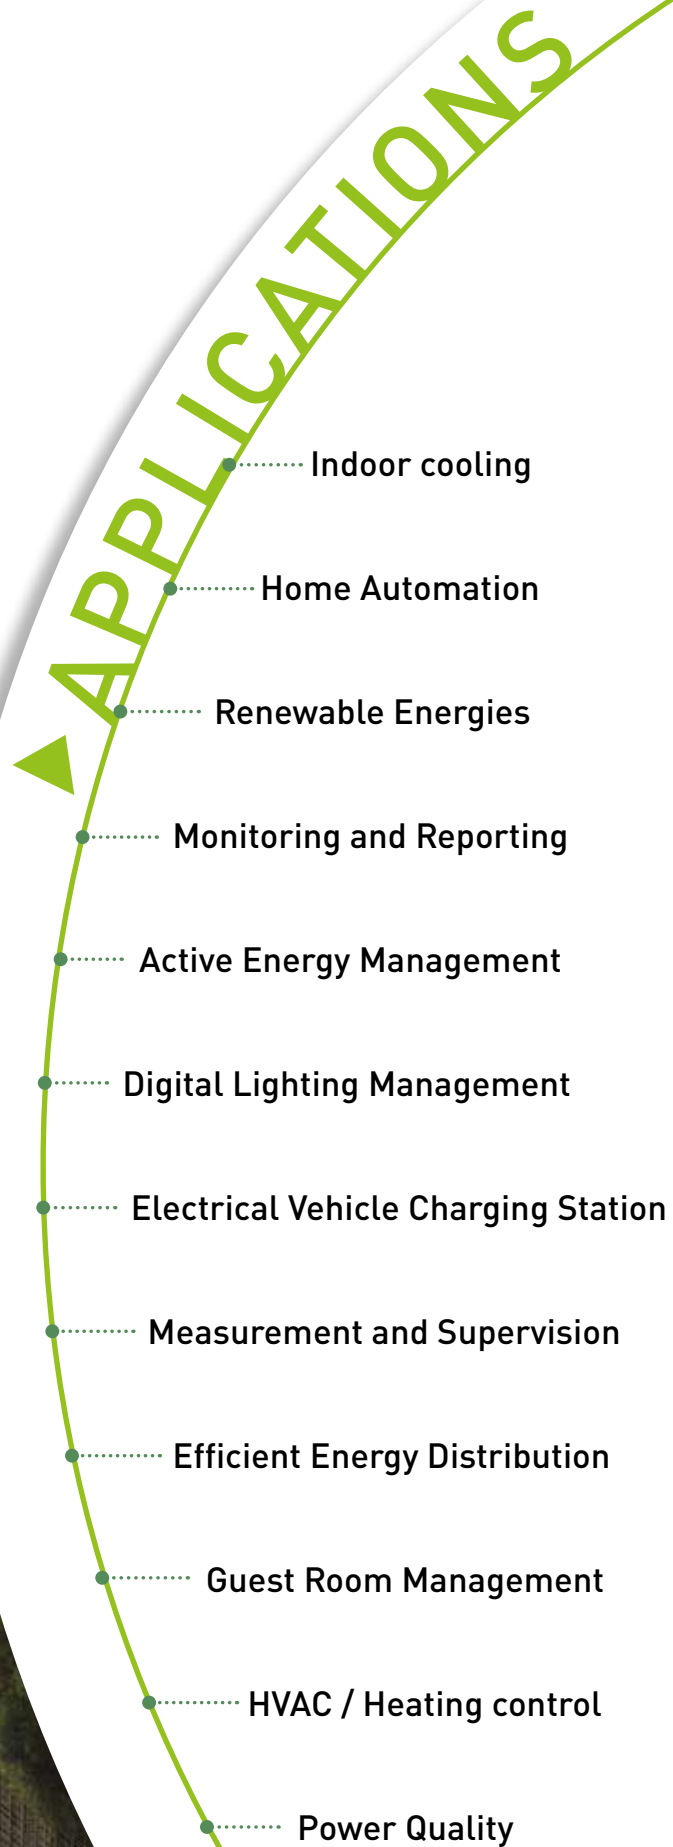 APPLICATIONS
Indoor cooling
Home Automation
Renewable Energies
Monitoring and Reporting
Active Energy Management
Digital Lighting Management
Electrical Vehicle Charging Station
Measurement and Supervision
Efficient Energy Distribution
Guest Room Management
HVAC / Heating control
Power Quality